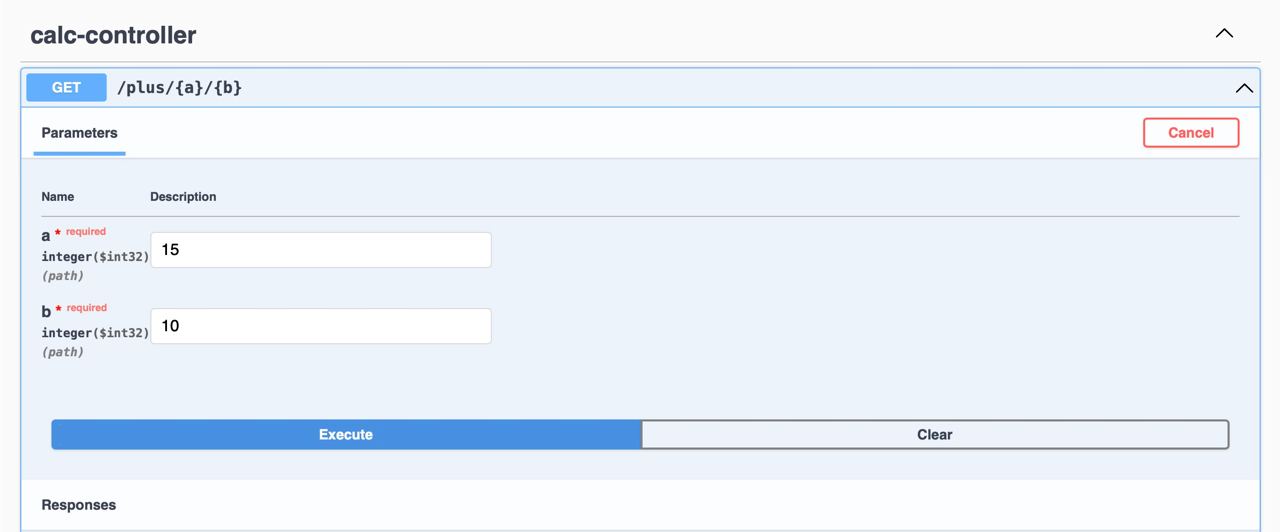 calc-controller
GET /plus/{a}/{b}
Parameters Cancel
Name Description
a * required
integer($int32) 15
(path)
b * required
integer($int32) 10
(path)
Execute Clear
Responses